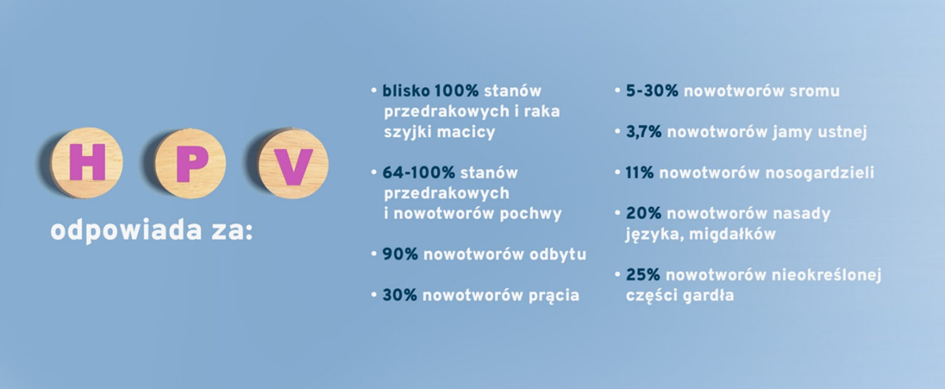 H P V
odpowiada za:
• blisko 100% stanów
przedrakowych i raka
szyjki macicy
• 64-100% stanów
przedrakowych
i nowotworów pochwy
• 90% nowotworów odbytu
• 30% nowotworów prącia
• 5-30% nowotworów sromu
• 3,7% nowotworów jamy ustnej
• 11% nowotworów nosogardzieli
• 20% nowotworów nasady
języka, migdałków
• 25% nowotworów nieokreślonej
części gardła